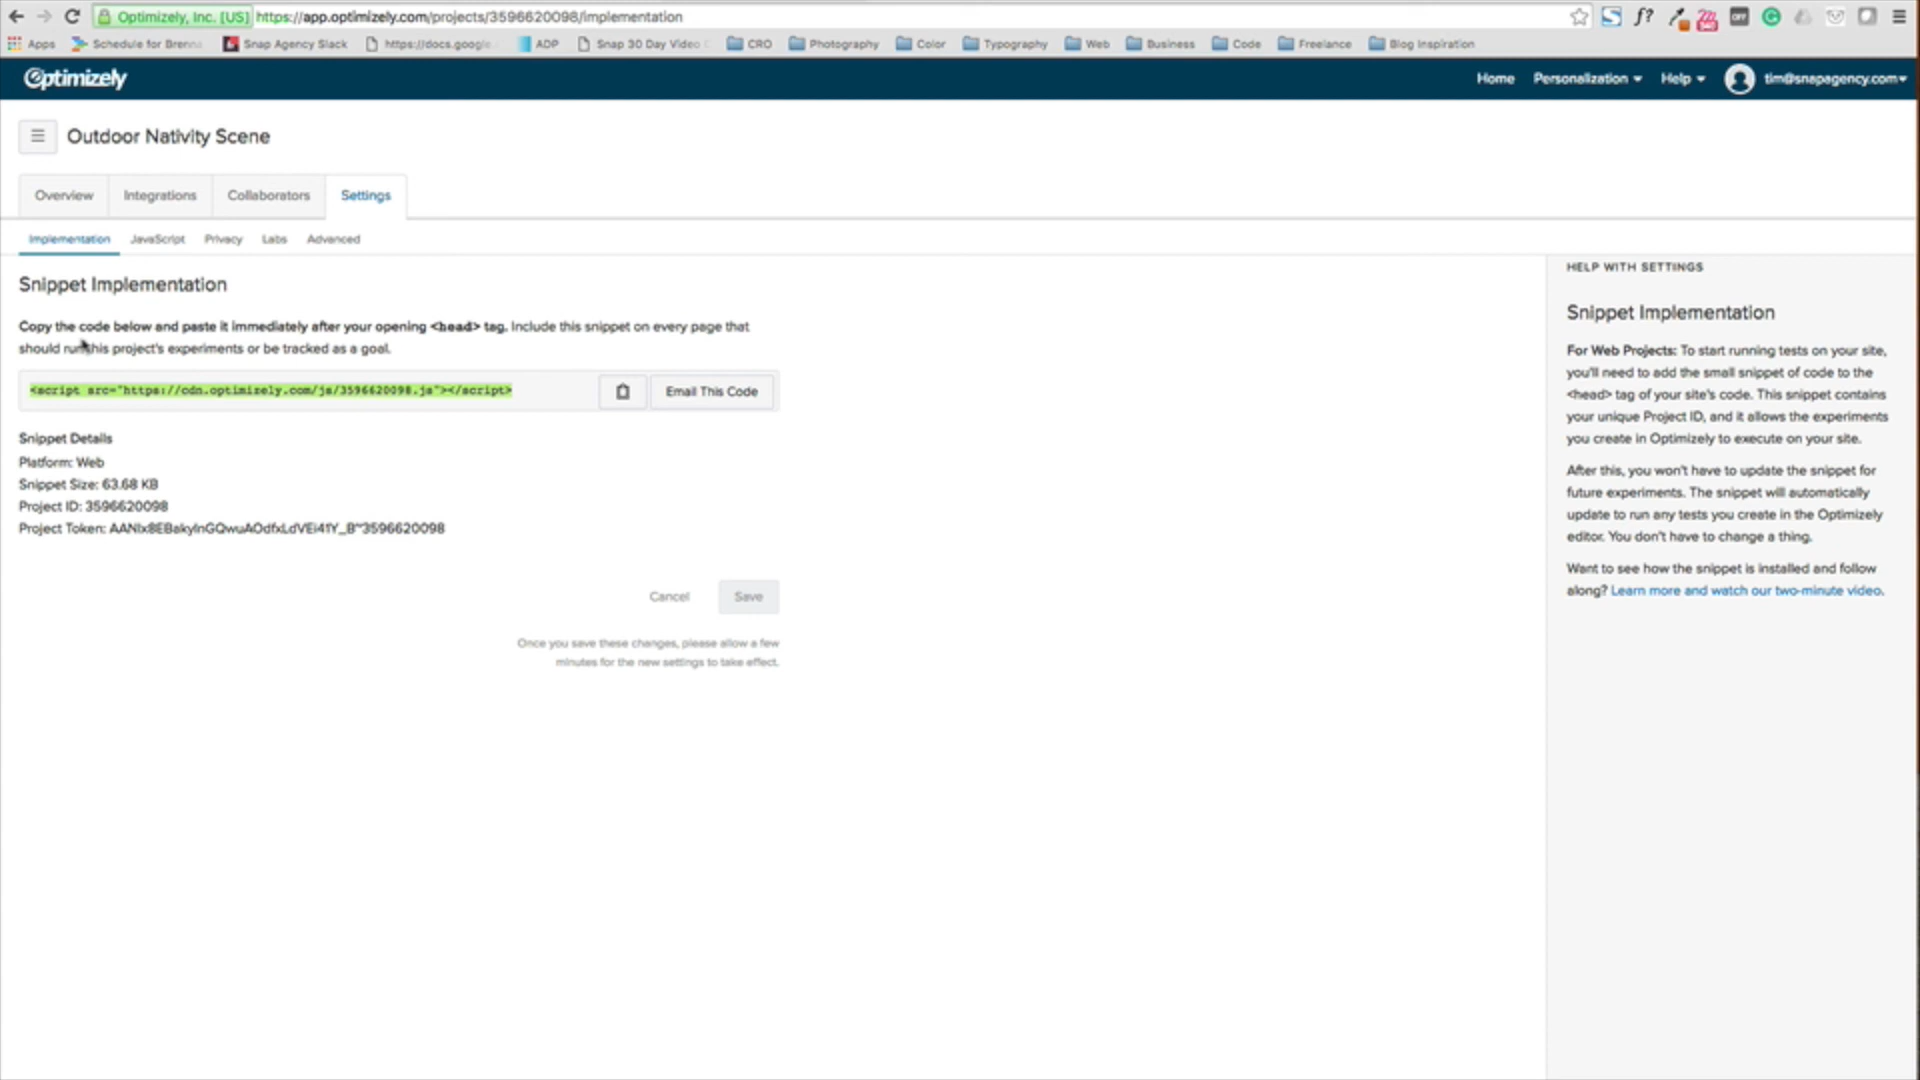 Optimizely, Inc. [US] https://app.optimizely.com/projects/3596620098/implementation
Apps Schedule for Brenna Snap Agency Slack https://docs.google. ADP Snap 30 Day Video CRO Photography Color Typography Web Business Code Freelance Blog Inspiration
Optimizely Home Personalization Help tim@snapagency.com
Outdoor Nativity Scene
Overview Integrations Collaborators Settings
Implementation JavaScript Privacy Labs Advanced
Snippet Implementation
Copy the code below and paste it immediately after your opening <head> tag. Include this snippet on every page that
should run this project's experiments or be tracked as a goal.
<script src="https://cdn.optimizely.com/js/3596620098.js"></script>
Email This Code
Snippet Details
Platform: Web
Snippet Size: 63.68 KB
Project ID: 3596620098
Project Token:
Cancel Save
Once you save these changes, please allow a few
minutes for the new settings to take effect.
HELP WITH SETTINGS
Snippet Implementation
For Web Projects: To start running tests on your site,
you'll need to add the small snippet of code to the
<head> tag of your site's code. This snippet contains
your unique Project ID, and it allows the experiments
you create in Optimizely to execute on your site.
After this, you won't have to update the snippet for
future experiments. The snippet will automatically
update to run any tests you create in the Optimizely
editor. You don't have to change a thing.
Want to see how the snippet is installed and follow
along? Learn more and watch our two-minute video.